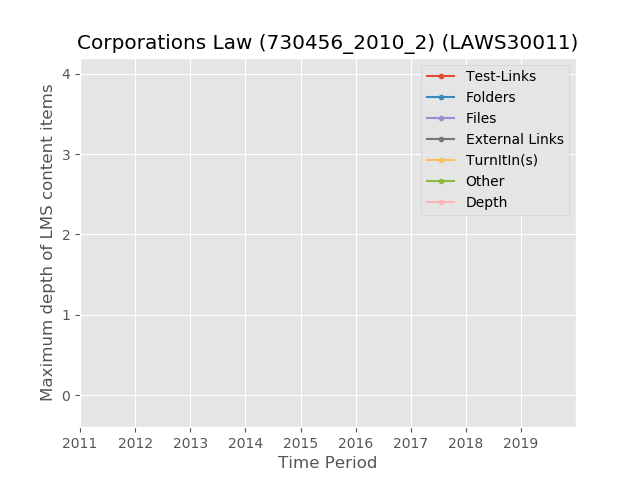 Corporations Law (730456_2010_2) (LAWS30011)
Maximum depth of LMS content items
4
3
2
1
0
Test-Links
Folders
Files
External Links
TurnItIn(s)
Other
Depth
2011 2012 2013 2014 2015 2016 2017 2018 2019
Time Period